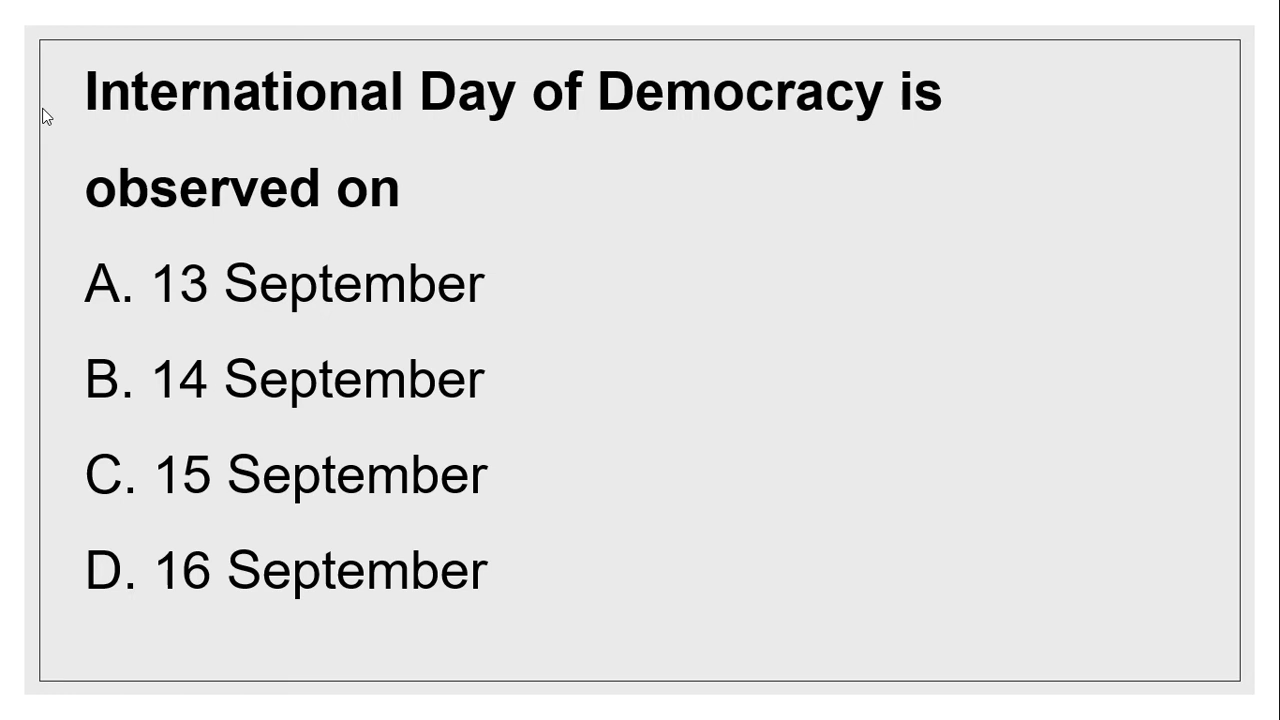 International Day of Democracy is
observed on
A. 13 September
B. 14 September
C. 15 September
D. 16 September